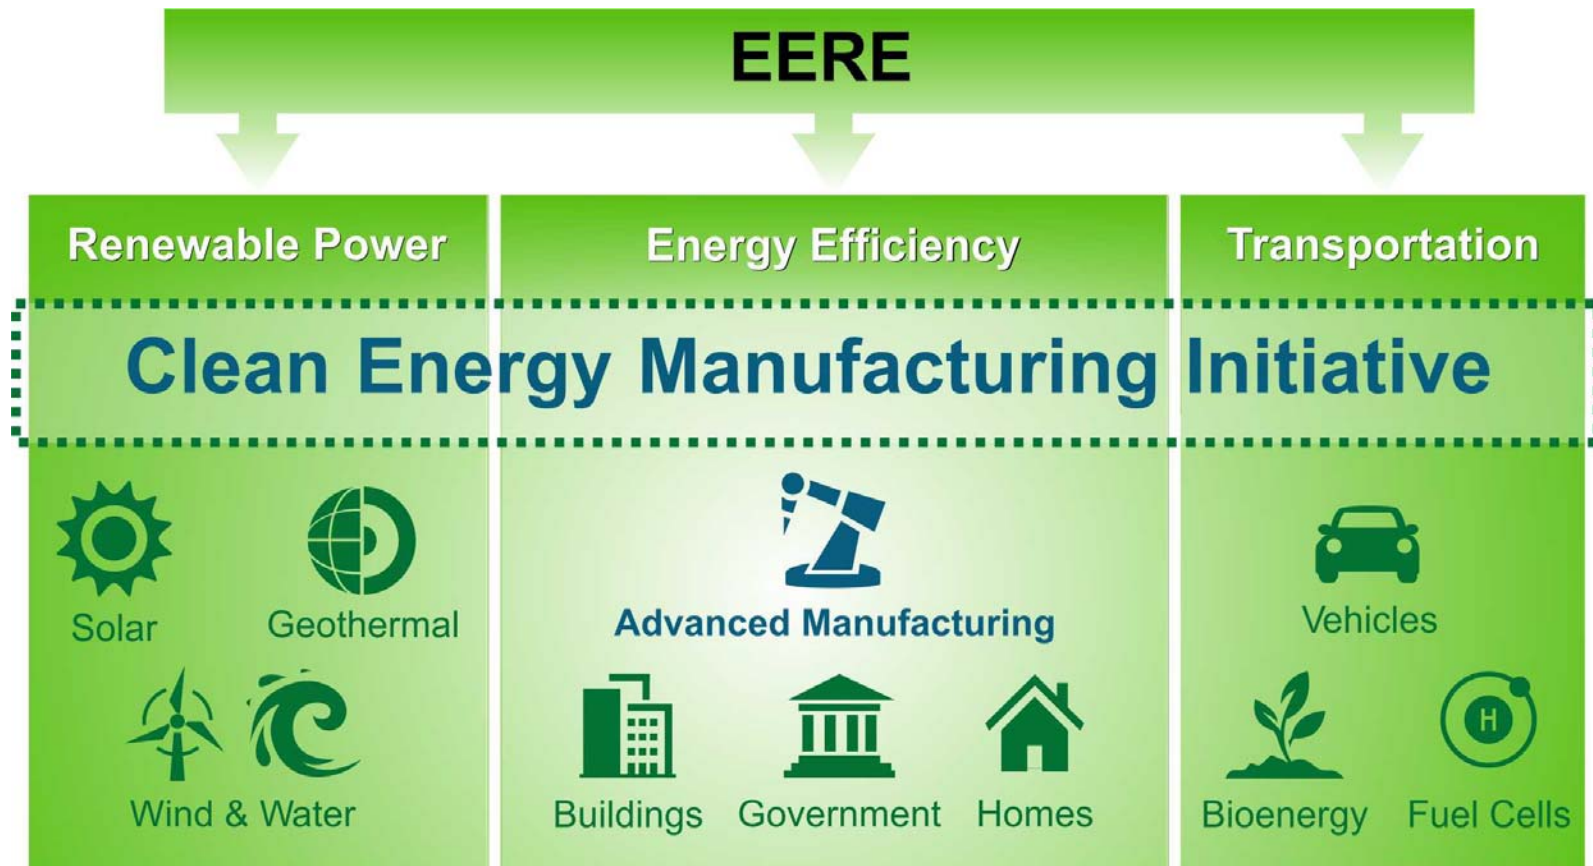 EERE
Renewable Power
Energy Efficiency
Transportation
Clean Energy Manufacturing Initiative
Solar
Geothermal
Wind & Water
Advanced Manufacturing
Buildings
Government
Homes
Vehicles
Bioenergy
H
Fuel Cells